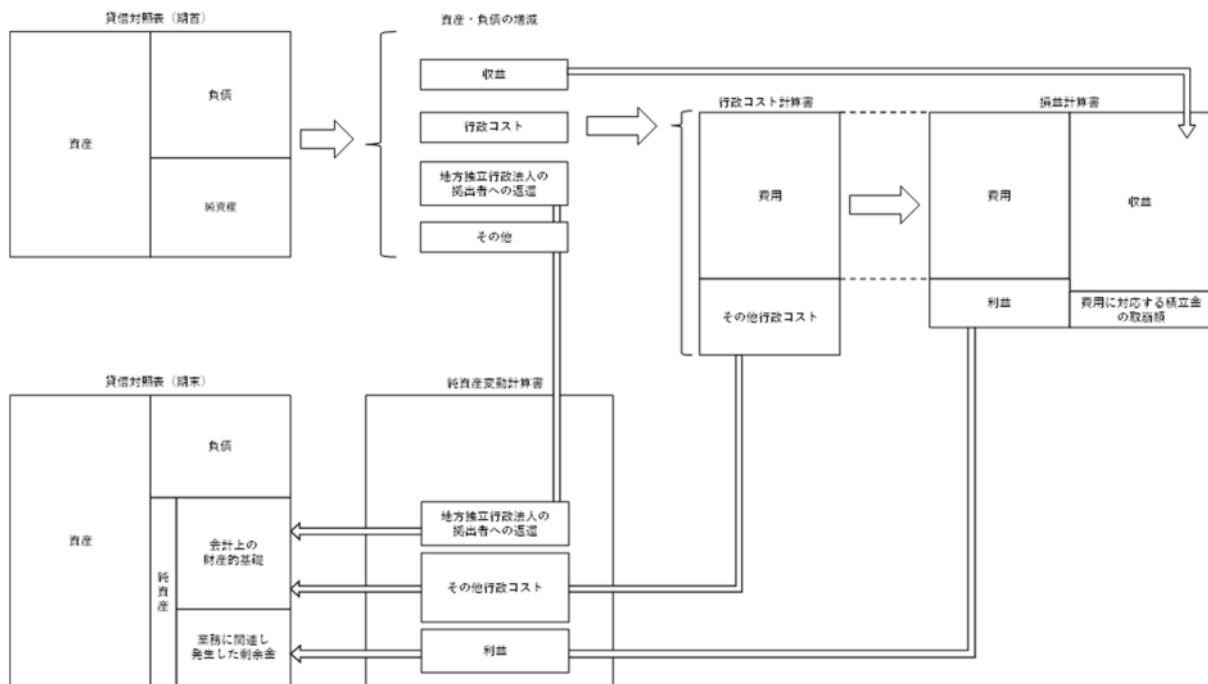 貸借対照表（期首）
資産
負債
純資産
資産・負債の増減
収益
行政コスト
地方独立行政法人の
拠出者への返還
その他
行政コスト計算書
費用
その他行政コスト
損益計算書
費用
利益
収益
費用に対応する積立金
の取崩額
貸借対照表（期末）
資産
負債
純資産
会計上の
財産的基礎
業務に関連し
発生した剰余金
純資産変動計算書
地方独立行政法人の
拠出者への返還
その他行政コスト
利益